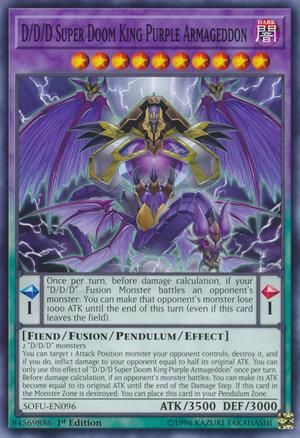 D/D/D Super Doom King Purple Armageddon
DARK
闇
Once per turn, before damage calculation, if your
"D/D/D" Fusion Monster battles an opponent's
monster: You can make that opponent's monster lose
1000 ATK until the end of this turn (even if this card
leaves the field).
1
1
[FIEND/FUSION/PENDULUM/EFFECT]
2 "D/D/D" monsters
You can target 1 Attack Position monster your opponent controls; destroy it, and
if you do, inflict damage to your opponent equal to half its original ATK. You can
only use this effect of "D/D/D Super Doom King Purple Armageddon" once per turn.
Before damage calculation, if an opponent's monster battles: You can make its ATK
become equal to its original ATK until the end of the Damage Step. If this card in
the Monster Zone is destroyed: You can place this card in your Pendulum Zone.
SOFU-EN096
ATK/3500 DEF/3000
84569886
1st Edition
©1996 KAZUKI TAKAHASHI